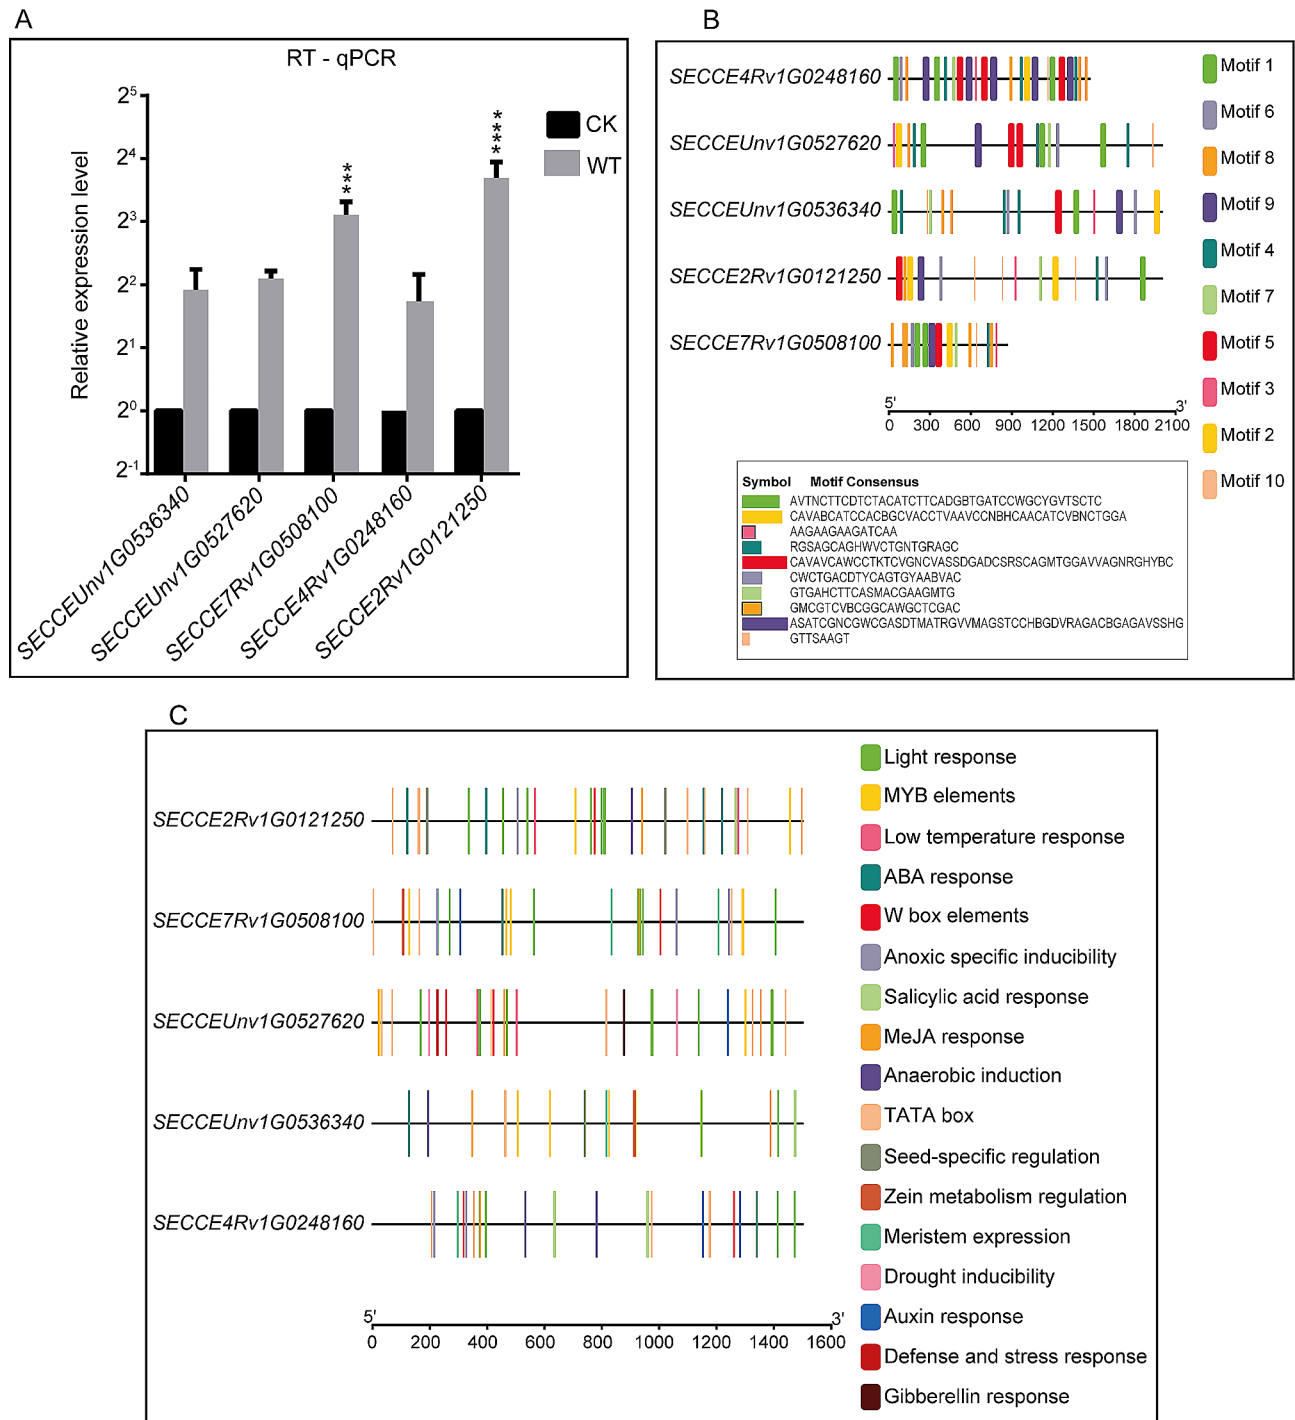 A
RT - qPCR
2^5
2^4
2^3
2^2
2^1
2^0
2^-1
Relative expression level
***
****
CK
WT
SECCEUnv1G0536340
SECCEUnv1G0527620
SECCE7Rv1G0508100
SECCE4Rv1G0248160
SECCE2Rv1G0121250
B
SECCE4Rv1G0248160
SECCEUnv1G0527620
SECCEUnv1G0536340
SECCE2Rv1G0121250
SECCE7Rv1G0508100
5' 3'
0 300 600 900 1200 1500 1800 2100
Motif 1
Motif 6
Motif 8
Motif 9
Motif 4
Motif 7
Motif 5
Motif 3
Motif 2
Motif 10
Symbol Motif Consensus
AVTNCTTCDTCTACATCTTCADGBTGATCCWGCYGVTSCTC
CAVABCATCCACBGCVACCTVAAVCCNBHCAACATCVBNCTGGA
AAGAAGAAGATCAA
RGSAGCAGHWVCTGNTGRAGC
CAVAVCAWCCTKTCVGNCVASSDGADCSRSCAGMTGGAVVAGNRGHYBC
CWCTGACDTYCAGTGYAABVAC
GTGAHCTTCASMACGAAGMTG
GMCGTCVBCGGCAWGCTCGAC
ASATCGNCGWCGASDTMATRGVVMAGSTCCHBGDVRAGACBGAGAVSSHG
GTTSAAGT
C
SECCE2Rv1G0121250
SECCE7Rv1G0508100
SECCEUnv1G0527620
SECCEUnv1G0536340
SECCE4Rv1G0248160
5' 3'
0 200 400 600 800 1000 1200 1400 1600
Light response
MYB elements
Low temperature response
ABA response
W box elements
Anoxic specific inducibility
Salicylic acid response
MeJA response
Anaerobic induction
TATA box
Seed-specific regulation
Zein metabolism regulation
Meristem expression
Drought inducibility
Auxin response
Defense and stress response
Gibberellin response